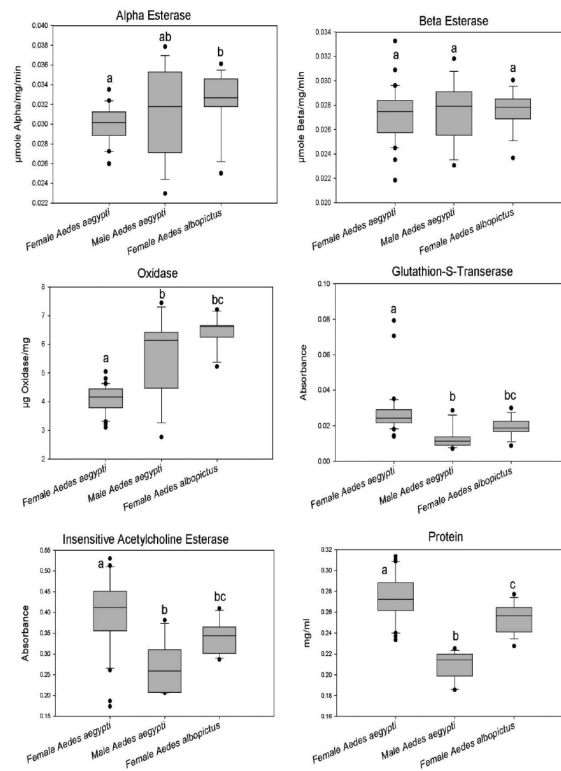 Alpha Esterase
µmole Alpha/mg/min
0.040
0.038
0.036
0.034
0.032
0.030
0.028
0.026
0.024
0.022
a
ab
b
Female Aedes aegypti
Male Aedes aegypti
Female Aedes albopictus
Beta Esterase
µmole Beta/mg/min
0.034
0.032
0.030
0.028
0.026
0.024
0.022
0.020
a
a
a
Female Aedes aegypti
Male Aedes aegypti
Female Aedes albopictus
Oxidase
µg Oxidase/mg
8
7
6
5
4
3
2
a
b
bc
Female Aedes aegypti
Male Aedes aegypti
Female Aedes albopictus
Glutathion-S-Transerase
Absorbance
0.10
0.08
0.06
0.04
0.02
0.00
a
b
bc
Female Aedes aegypti
Male Aedes aegypti
Female Aedes albopictus
Insensitive Acetylcholine Esterase
Absorbance
0.55
0.50
0.45
0.40
0.35
0.30
0.25
0.20
0.15
a
b
bc
Female Aedes aegypti
Male Aedes aegypti
Female Aedes albopictus
Protein
mg/ml
0.32
0.30
0.28
0.26
0.24
0.22
0.20
0.18
0.16
a
b
c
Female Aedes aegypti
Male Aedes aegypti
Female Aedes albopictus